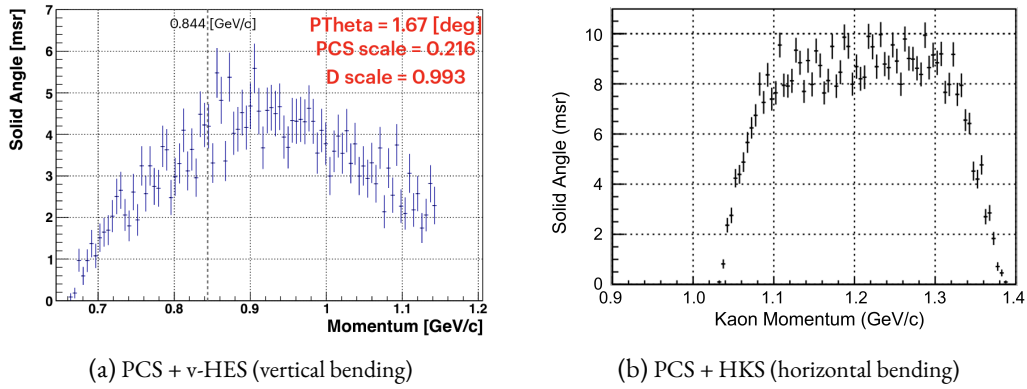 0.844 [GeV/c]
PTheta = 1.67 [deg]
PCS scale = 0.216
D scale = 0.993
Solid Angle [msr]
7
6
5
4
3
2
1
0
0.7 0.8 0.9 1 1.1 1.2
Momentum [GeV/c]
(a) PCS + v-HES (vertical bending)
Solid Angle (msr)
10
8
6
4
2
0
0.9 1.0 1.1 1.2 1.3 1.4
Kaon Momentum (GeV/c)
(b) PCS + HKS (horizontal bending)